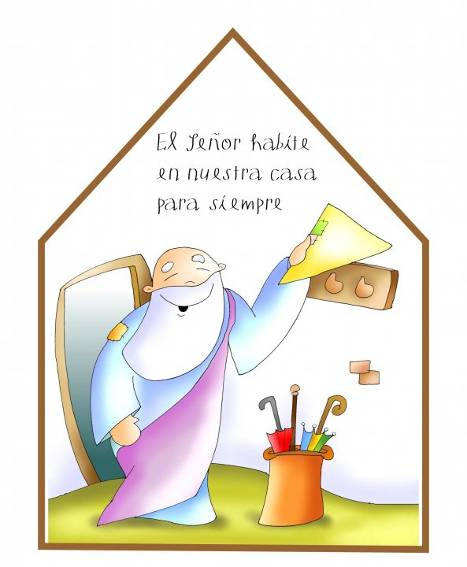 El Señor habite
en nuestra casa
para siempre